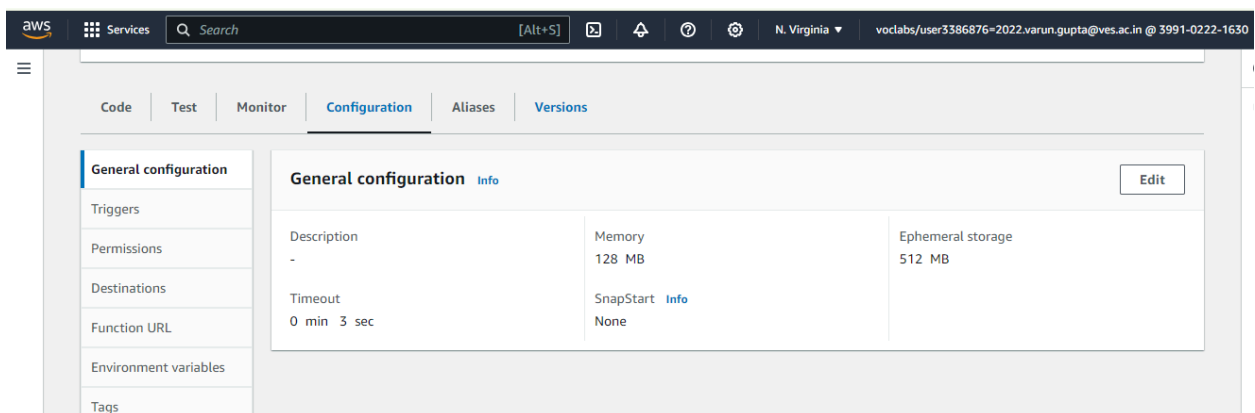 aws Services Search [Alt+S] N. Virginia ▼ voclabs/user3386876=2022.varun.gupta@ves.ac.in @ 3991-0222-1630
Code Test Monitor Configuration Aliases Versions
General configuration
Triggers
Permissions
Destinations
Function URL
Environment variables
Tags
General configuration Info Edit
Description Memory Ephemeral storage
- 128 MB 512 MB
Timeout SnapStart Info
0 min 3 sec None